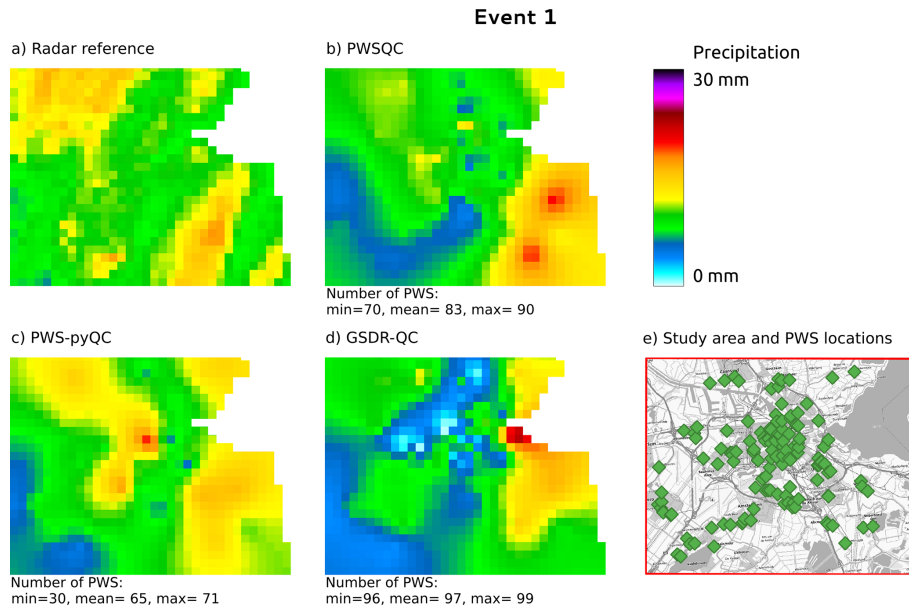 Event 1
a) Radar reference
b) PWSQC
Precipitation
30 mm
0 mm
Number of PWS:
min=70, mean= 83, max= 90
c) PWS-pyQC
d) GSDR-QC
e) Study area and PWS locations
Number of PWS:
min=30, mean= 65, max= 71
Number of PWS:
min=96, mean= 97, max= 99